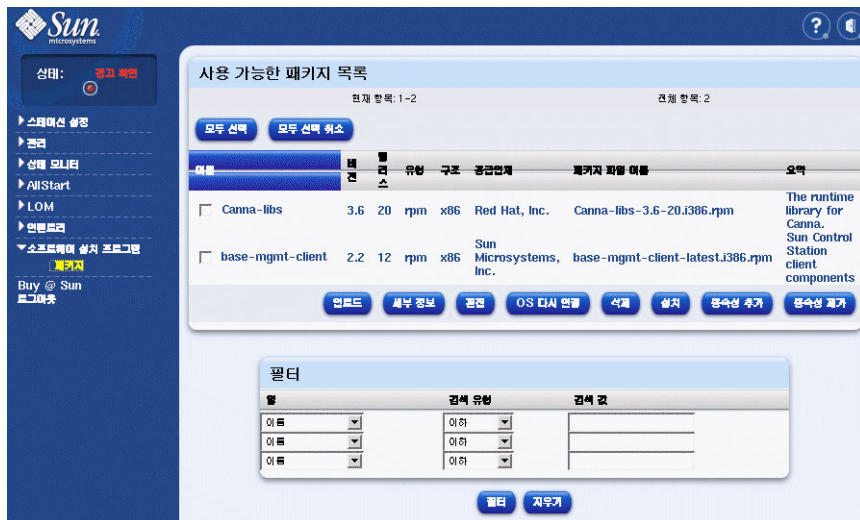 Sun
microsystems
?
상태:
경고 확인
스테이션 설정
관리
상태 모니터
AllStart
LOM
인벤토리
소프트웨어 설치 프로그램
패키지
Buy @ Sun
로그아웃
사용 가능한 패키지 목록
현재 항목: 1-2
전체 항목: 2
모두 선택
모두 선택 취소
이름 버전 릴리스 유형 구조 공급업체 패키지 파일 이름 요약
Canna-libs 3.6 20 rpm x86 Red Hat, Inc. Canna-libs-3.6-20.i386.rpm The runtime library for Canna.
base-mgmt-client 2.2 12 rpm x86 Sun Microsystems, Inc. base-mgmt-client-latest.i386.rpm Sun Control Station client components
업로드
세부 정보
OS 다시 연결
삭제
설치
종속성 추가
종속성 제거
필터
열 검색 유형 검색 값
이름 이하
이름 이하
이름 이하
필터
지우기